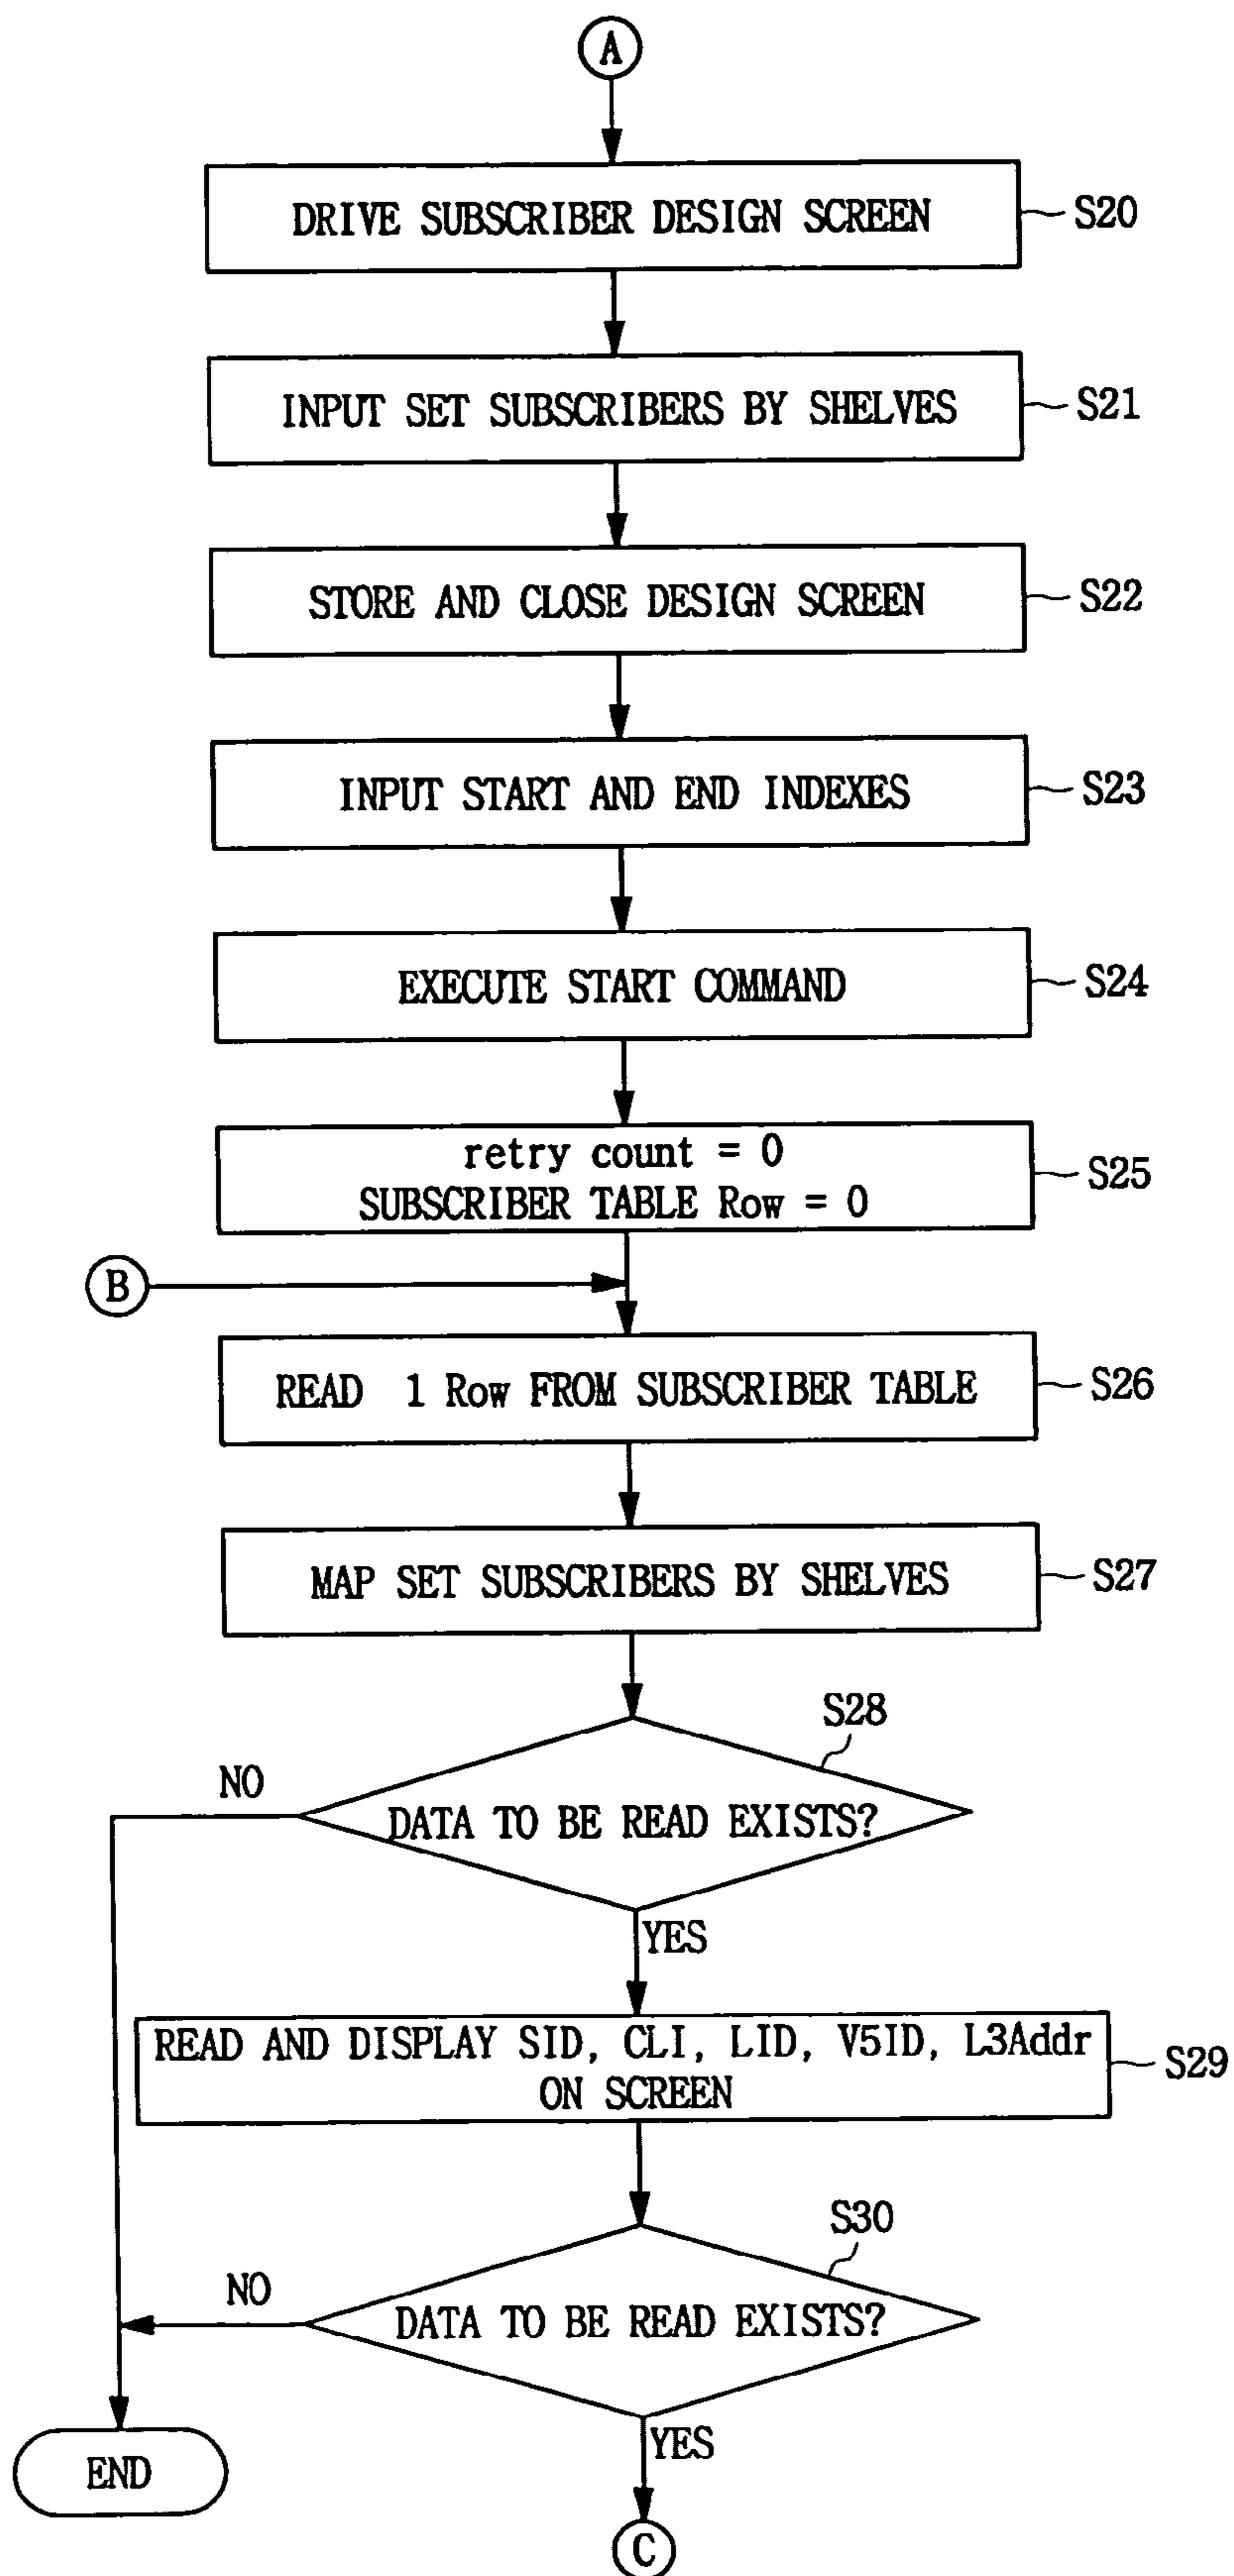 A
DRIVE SUBSCRIBER DESIGN SCREEN
S20
INPUT SET SUBSCRIBERS BY SHELVES
S21
STORE AND CLOSE DESIGN SCREEN
S22
INPUT START AND END INDEXES
S23
EXECUTE START COMMAND
S24
retry count = 0
SUBSCRIBER TABLE Row = 0
S25
B
READ 1 Row FROM SUBSCRIBER TABLE
S26
MAP SET SUBSCRIBERS BY SHELVES
S27
S28
NO
DATA TO BE READ EXISTS?
YES
READ AND DISPLAY SID, CLI, LID, V5ID, L3Addr
ON SCREEN
S29
S30
NO
DATA TO BE READ EXISTS?
YES
END
C